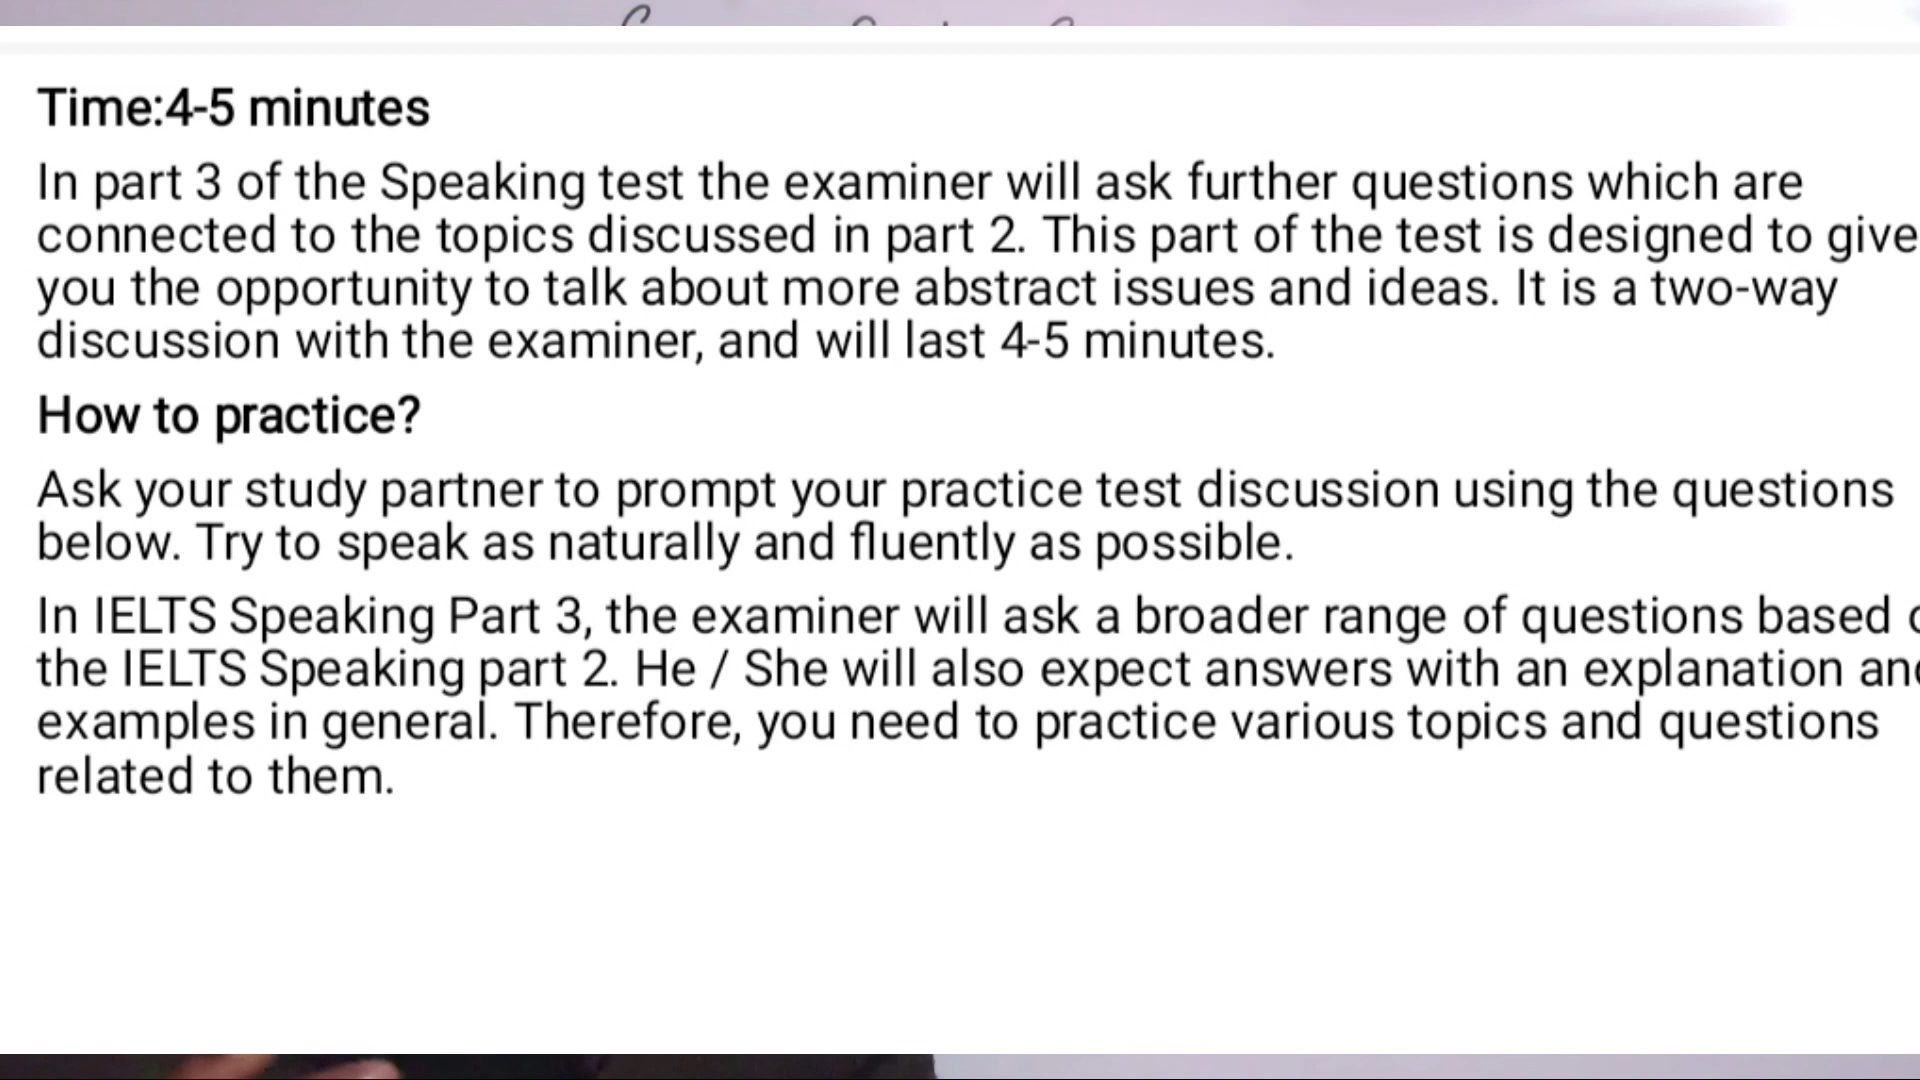 Time:4-5 minutes
In part 3 of the Speaking test the examiner will ask further questions which are
connected to the topics discussed in part 2. This part of the test is designed to give
you the opportunity to talk about more abstract issues and ideas. It is a two-way
discussion with the examiner, and will last 4-5 minutes.
How to practice?
Ask your study partner to prompt your practice test discussion using the questions
below. Try to speak as naturally and fluently as possible.
In IELTS Speaking Part 3, the examiner will ask a broader range of questions based
the IELTS Speaking part 2. He / She will also expect answers with an explanation
examples in general. Therefore, you need to practice various topics and questions
related to them.